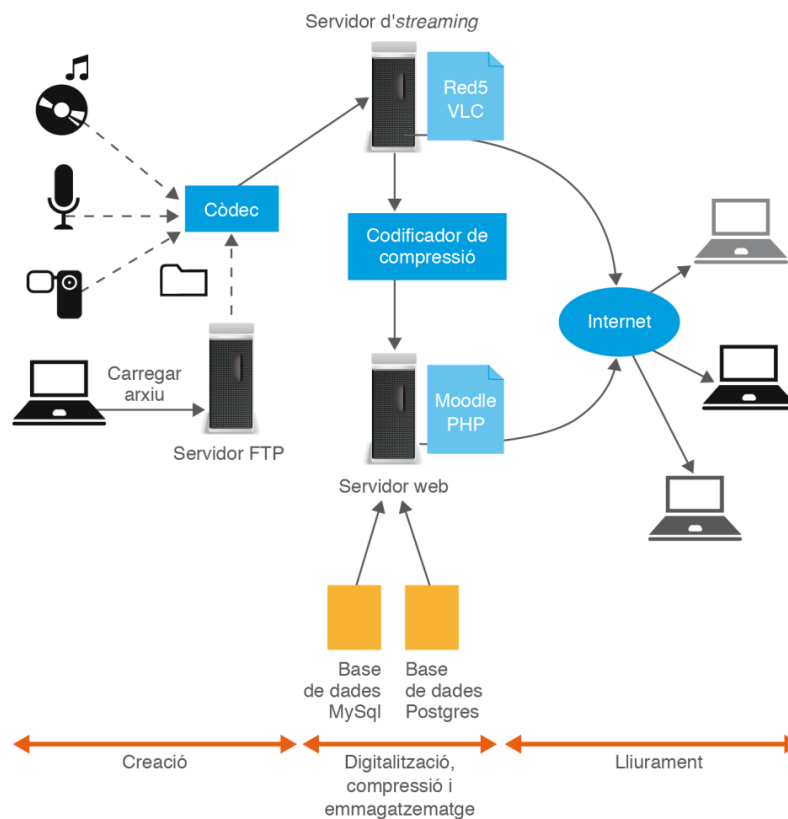 Servidor d'streaming
Red5
VLC
Còdec
Codificador de
compressió
Internet
Carregar
arxiu
Moodle
PHP
Servidor FTP
Servidor web
Base
de dades
MySql
Base
de dades
Postgres
Creació
Digitalització,
compressió i
emmagatzematge
Lliurament